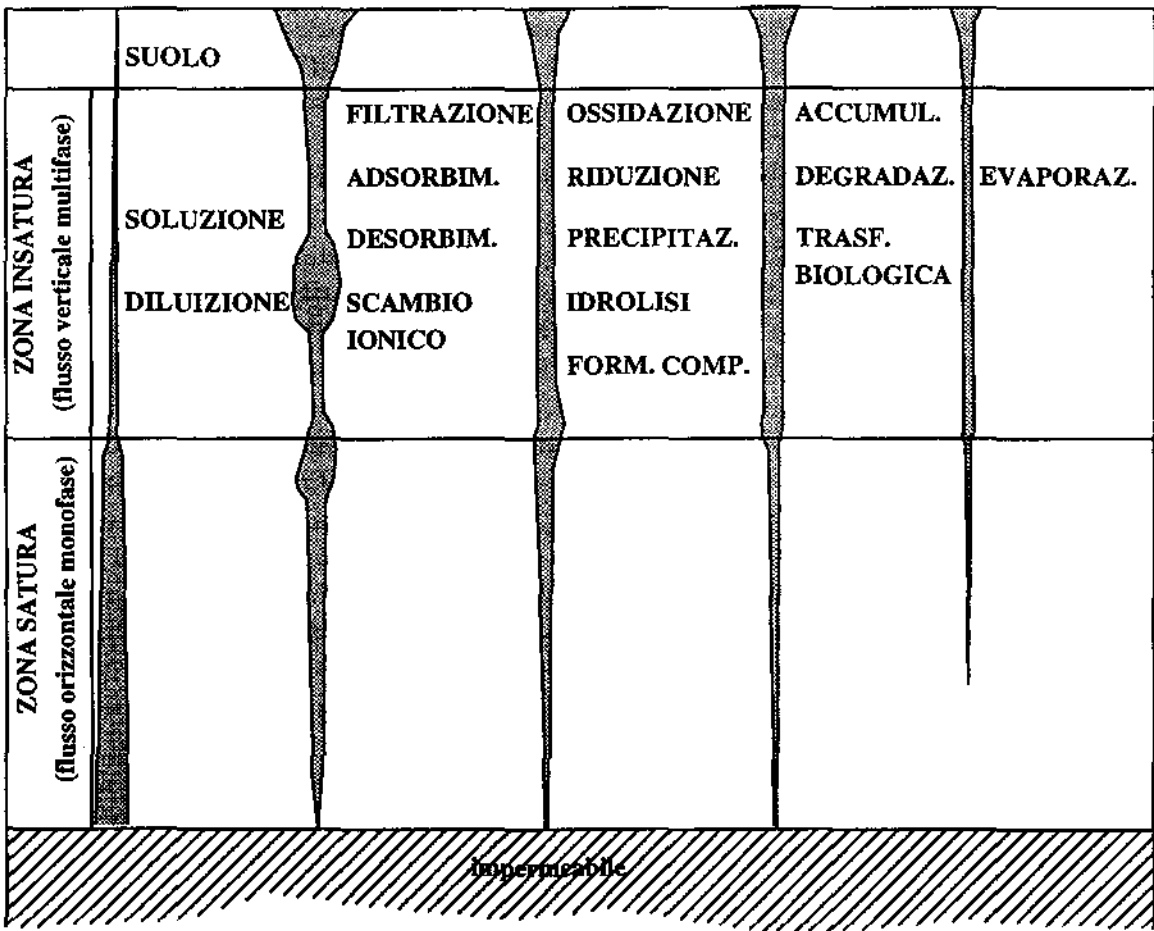 SUOLO
ZONA INSATURA
(flusso verticale multifase)
SOLUZIONE
DILUIZIONE
FILTRAZIONE
ADSORBIM.
DESORBIM.
SCAMBIO
IONICO
OSSIDAZIONE
RIDUZIONE
PRECIPITAZ.
IDROLISI
FORM. COMP.
ACCUMUL.
DEGRADAZ.
TRASF.
BIOLOGICA
EVAPORAZ.
ZONA SATURA
(flusso orizzontale monofase)
impermeabile